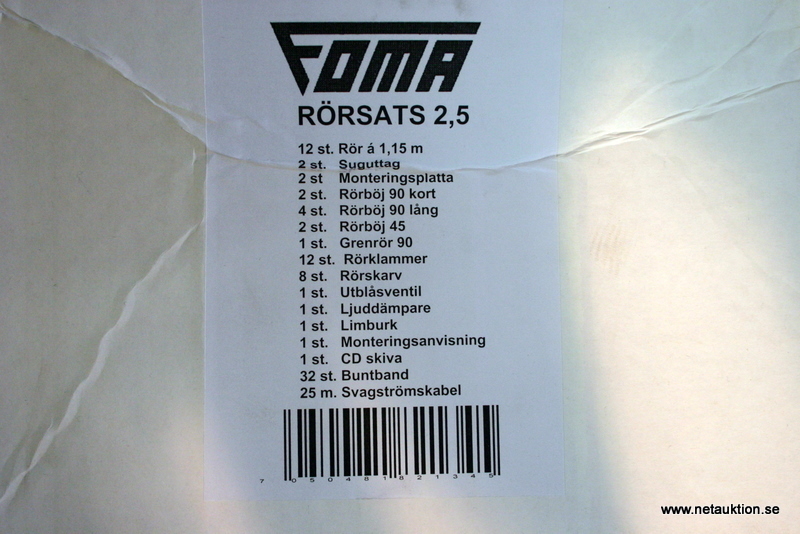 FOMA
RÖRSATS 2,5
12 st. Rör á 1,15 m
2 st. Suguttag
2 st Monteringsplatta
2 st. Rörböj 90 kort
4 st. Rörböj 90 lång
2 st. Rörböj 45
1 st. Grenrör 90
12 st. Rörklammer
8 st. Rörskarv
1 st. Utblåsventil
1 st. Ljuddämpare
1 st. Limburk
1 st. Monteringsanvisning
1 st. CD skiva
32 st. Buntband
25 m. Svagströmskabel
7 050481821345
www.netauktion.se